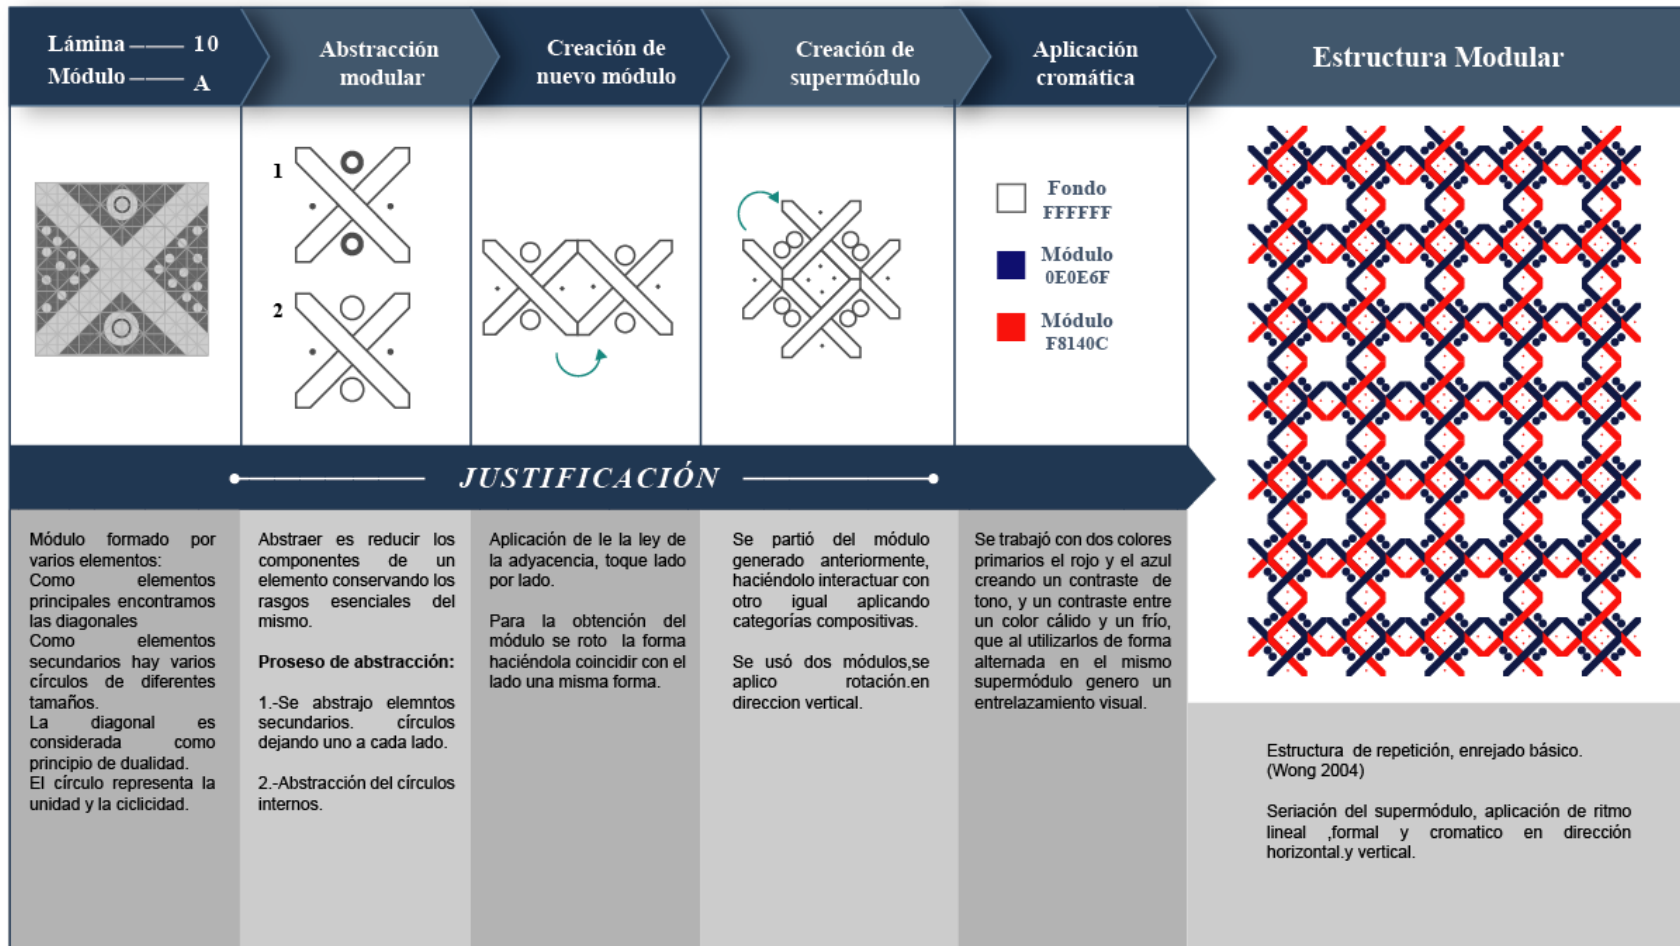 Lámina —— 10
Módulo —— A
Abstracción
modular
Creación de
nuevo módulo
Creación de
supermódulo
Aplicación
cromática
Estructura Modular
1
2
Fondo
FFFFFF
Módulo
0E0E6F
Módulo
F8140C
JUSTIFICACIÓN
Módulo formado por
varios elementos:
Como elementos
principales encontramos
las diagonales
Como elementos
secundarios hay varios
círculos de diferentes
tamaños.
La diagonal es
considerada como
principio de dualidad.
El círculo representa la
unidad y la ciclicidad.
Abstraer es reducir los
componentes de un
elemento conservando los
rasgos esenciales del
mismo.
Proseso de abstracción:
1.-Se abstrajo elemntos
secundarios. círculos
dejando uno a cada lado.
2.-Abstracción del círculos
internos.
Aplicación de le la ley de
la adyacencia, toque lado
por lado.
Para la obtención del
módulo se roto la forma
haciéndola coincidir con el
lado una misma forma.
Se partió del módulo
generado anteriormente,
haciéndolo interactuar con
otro igual aplicando
categorías compositivas.
Se usó dos módulos,se
aplico rotación.en
direccion vertical.
Se trabajó con dos colores
primarios el rojo y el azul
creando un contraste de
tono, y un contraste entre
un color cálido y un frío,
que al utilizarlos de forma
alternada en el mismo
supermódulo genero un
entrelazamiento visual.
Estructura de repetición, enrejado básico.
(Wong 2004)
Seriación del supermódulo, aplicación de ritmo
lineal ,formal y cromatico en dirección
horizontal.y vertical.